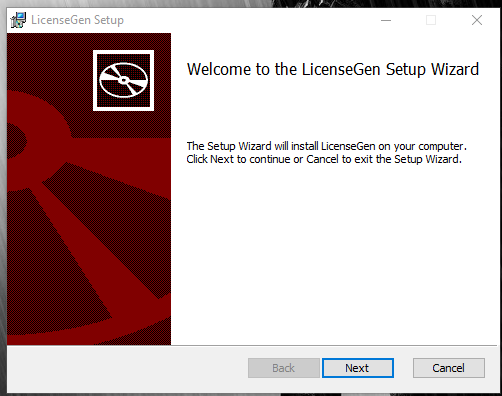 LicenseGen Setup
Welcome to the LicenseGen Setup Wizard
The Setup Wizard will install LicenseGen on your computer.
Click Next to continue or Cancel to exit the Setup Wizard.
Back Next Cancel